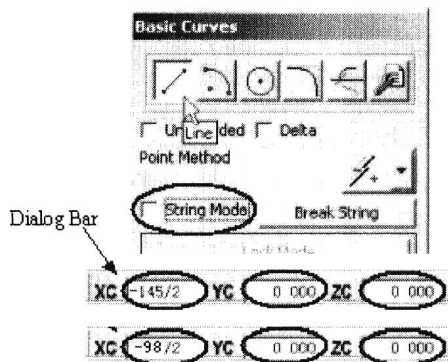 Basic Curves
Line Delta
Point Method
String Mode Break String
Dialog Bar
XC -145/2 YC 0 000 ZC 0 000
XC -98/2 YC 0 000 ZC 0 000